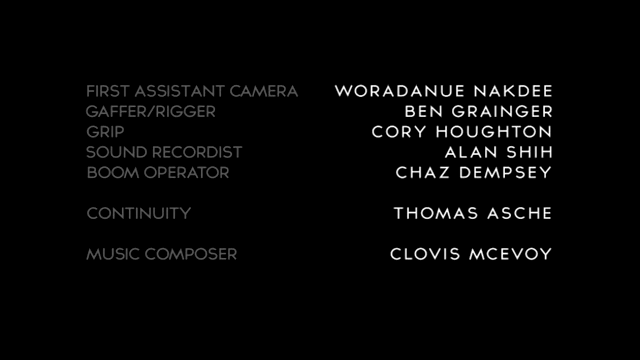 FIRST ASSISTANT CAMERA WORADANUE NAKDEE
GAFFER/RIGGER BEN GRAINGER
GRIP CORY HOUGHTON
SOUND RECORDIST ALAN SHIH
BOOM OPERATOR CHAZ DEMPSEY
CONTINUITY THOMAS ASCHE
MUSIC COMPOSER CLOVIS MCEVOY